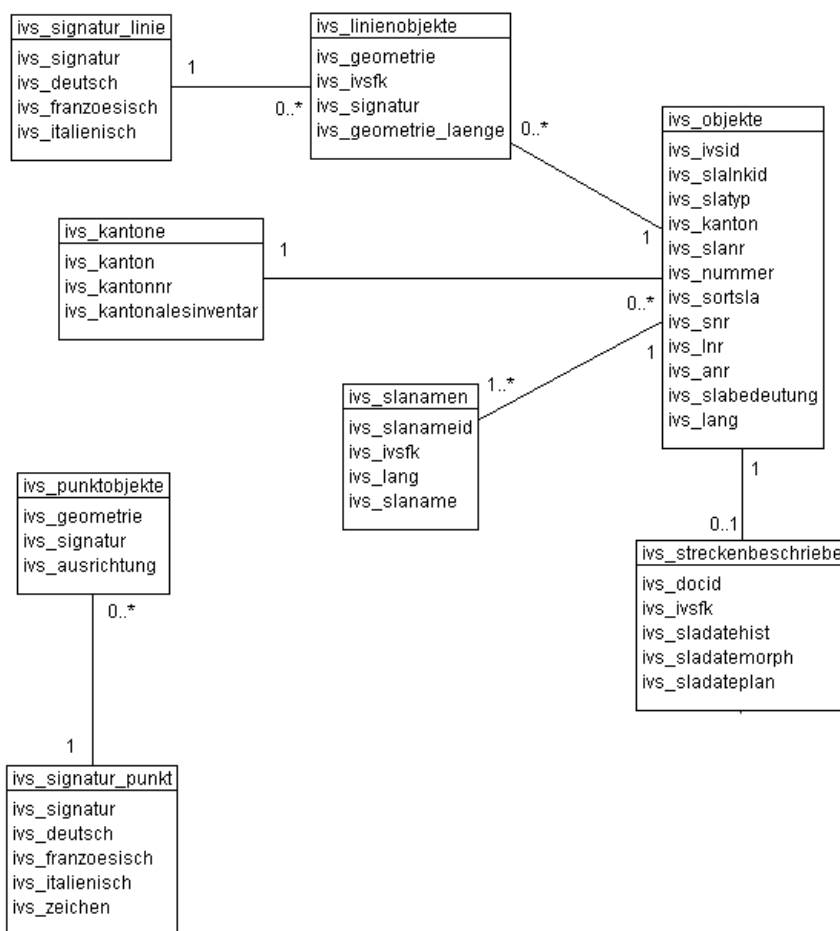 ivs_signatur_linie
ivs_signatur
ivs_deutsch
ivs_franzoesisch
ivs_italienisch
1
0..*
ivs_linienobjekte
ivs_geometrie
ivs_ivsfk
ivs_signatur
ivs_geometrie_laenge
0..*
1
ivs_objekte
ivs_ivsid
ivs_slalnkid
ivs_slatyp
ivs_kanton
ivs_slanr
ivs_nummer
ivs_sortsla
ivs_snr
ivs_lnr
ivs_anr
ivs_slabedeutung
ivs_lang
ivs_kantone
ivs_kanton
ivs_kantonnr
ivs_kantonalesinventar
1
0..*
1
1..*
ivs_slanamen
ivs_slanameid
ivs_ivsfk
ivs_lang
ivs_slaname
1
0..1
ivs_streckenbeschriebe
ivs_docid
ivs_ivsfk
ivs_sladatehist
ivs_sladatemorph
ivs_sladateplan
ivs_punktobjekte
ivs_geometrie
ivs_signatur
ivs_ausrichtung
0..*
1
ivs_signatur_punkt
ivs_signatur
ivs_deutsch
ivs_franzoesisch
ivs_italienisch
ivs_zeichen